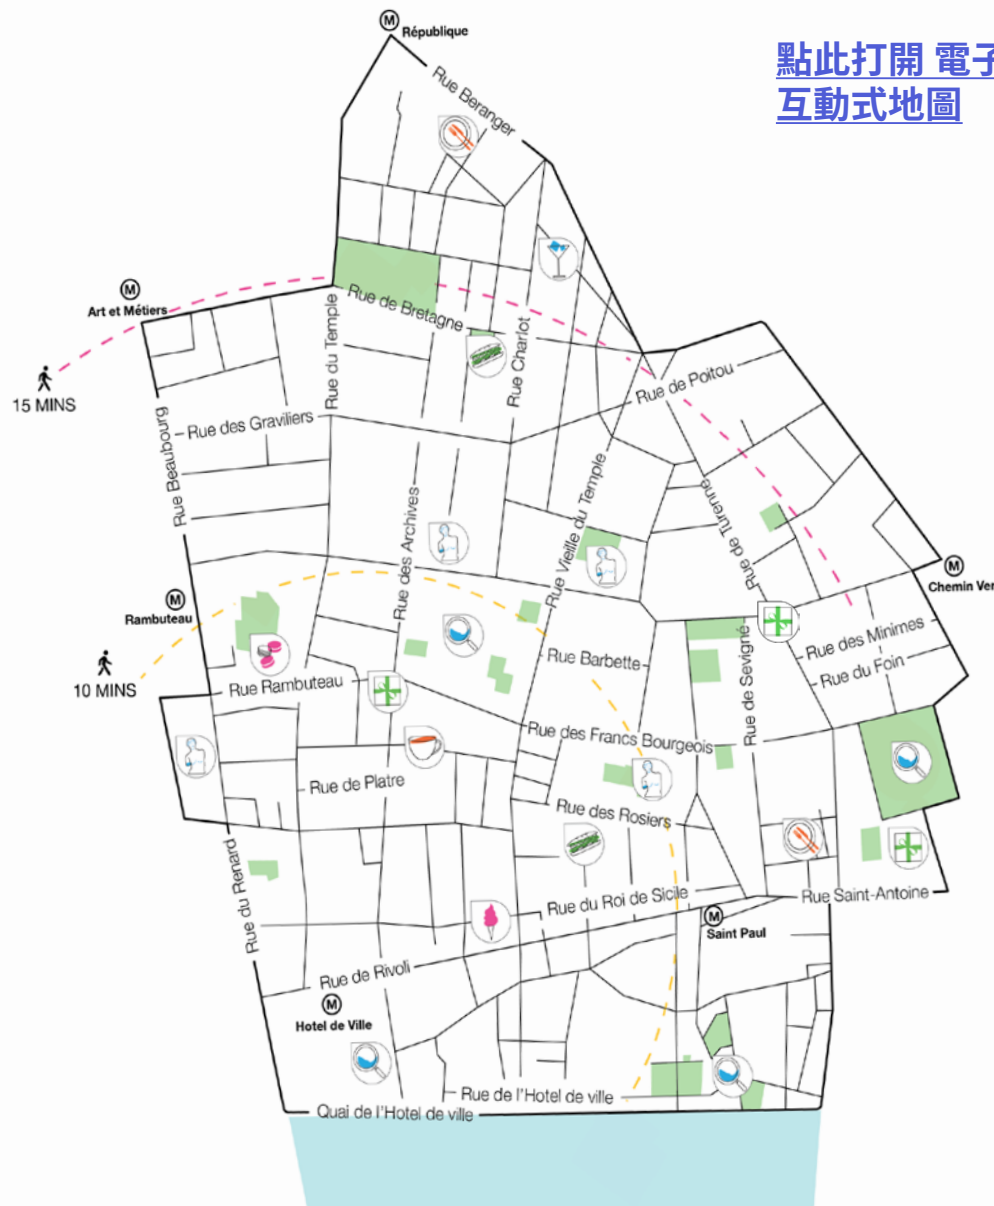 M
République
點此打開 電子
互動式地圖
Rue Beranger
M
Art et Métiers
Rue de Bretagne
Rue du Temple
Rue Charlot
15 MINS
Rue de Poitou
Rue Beaubourg
Rue des Graviliers
Rue des Archives
Rue Vieille du Temple
Rue de Turenne
M
Chemin Ver
M
Rambuteau
10 MINS
Rue Barbette
Rue des Minimes
Rue du Foin
Rue de Sevigné
Rue Rambuteau
Rue des Francs Bourgeois
Rue de Platre
Rue des Rosiers
Rue du Renard
Rue du Roi de Sicile
Rue Saint-Antoine
M
Saint Paul
Rue de Rivoli
M
Hotel de Ville
Rue de l'Hotel de ville
Quai de l'Hotel de ville